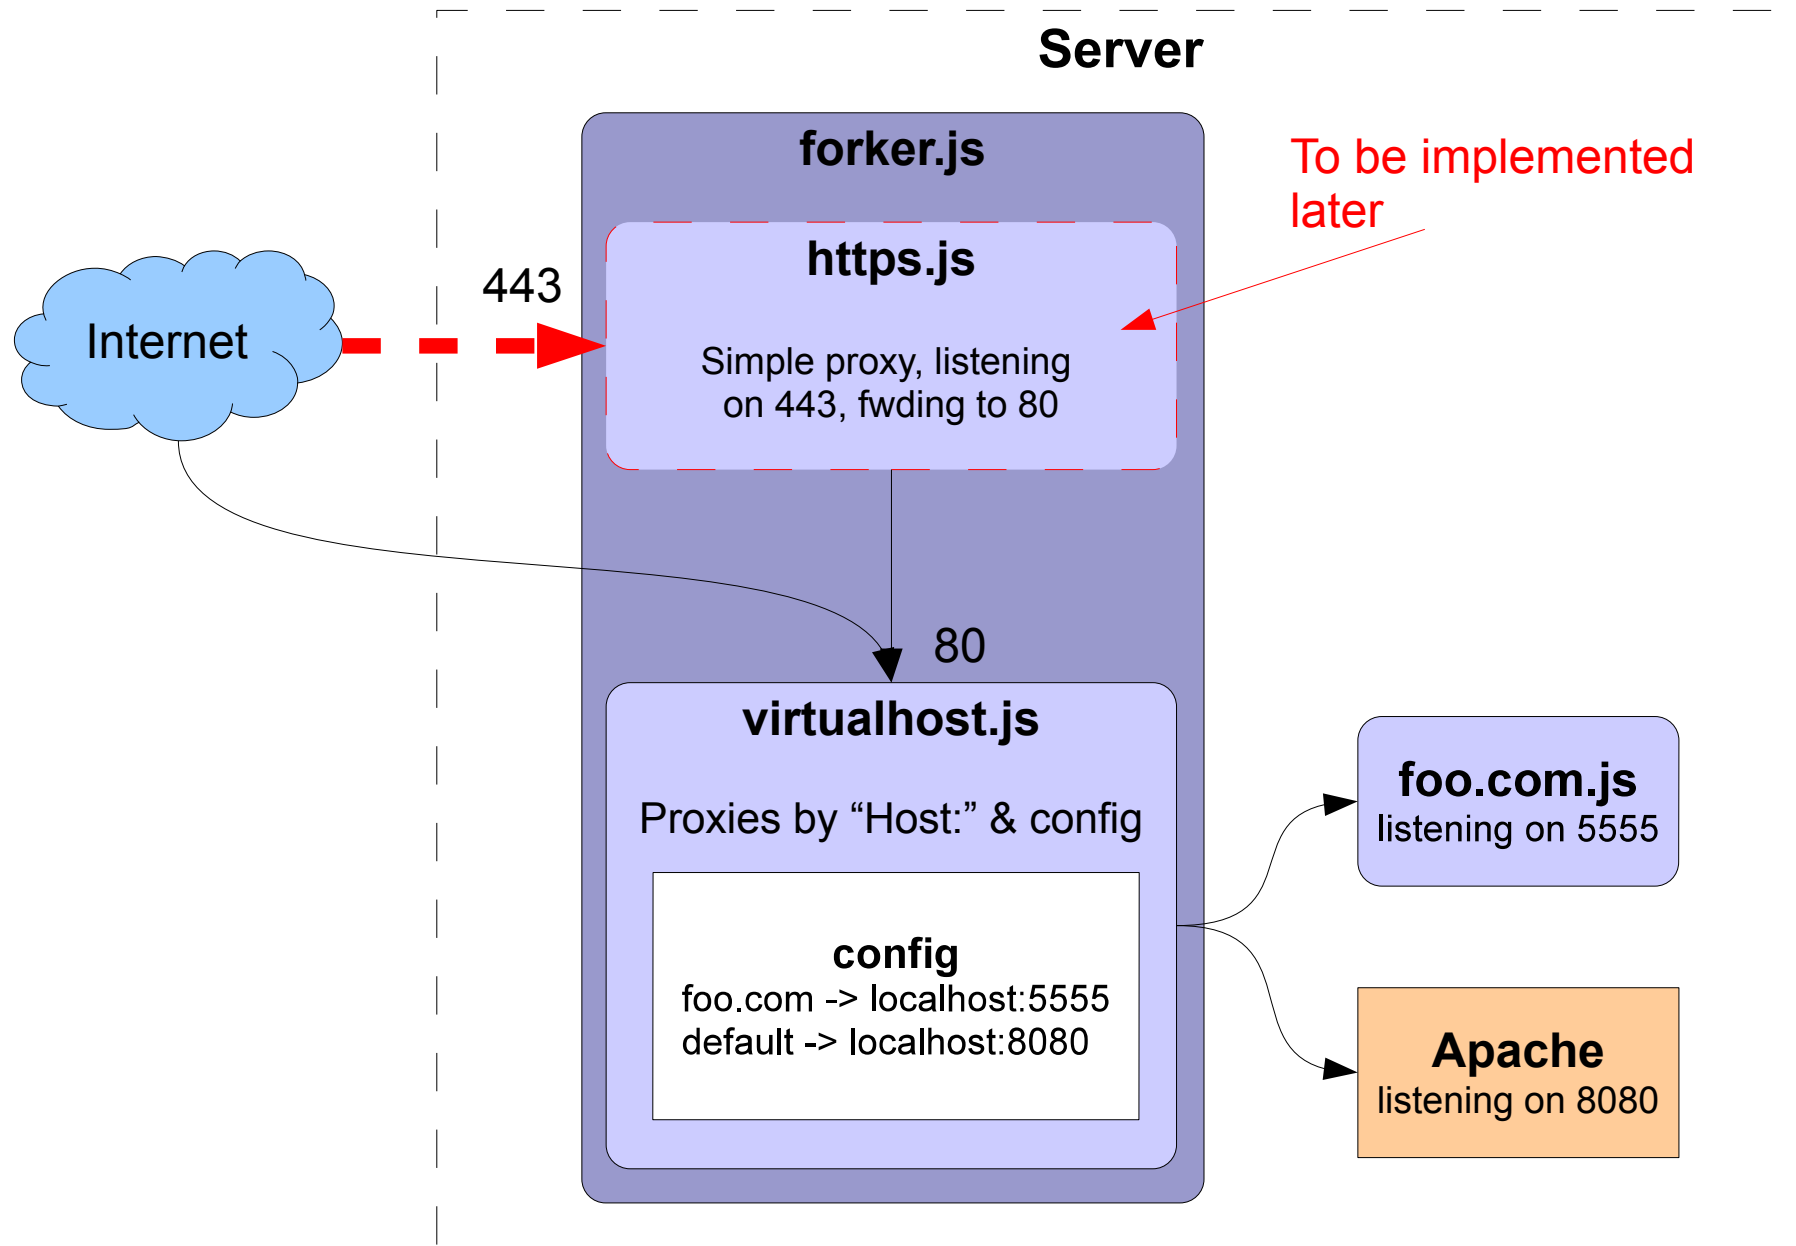 Server
forker.js
To be implemented
later
https.js
443
Internet
Simple proxy, listening
on 443, fwding to 80
80
virtualhost.js
Proxies by “Host:” & config
config
foo.com -> localhost:5555
default -> localhost:8080
foo.com.js
listening on 5555
Apache
listening on 8080